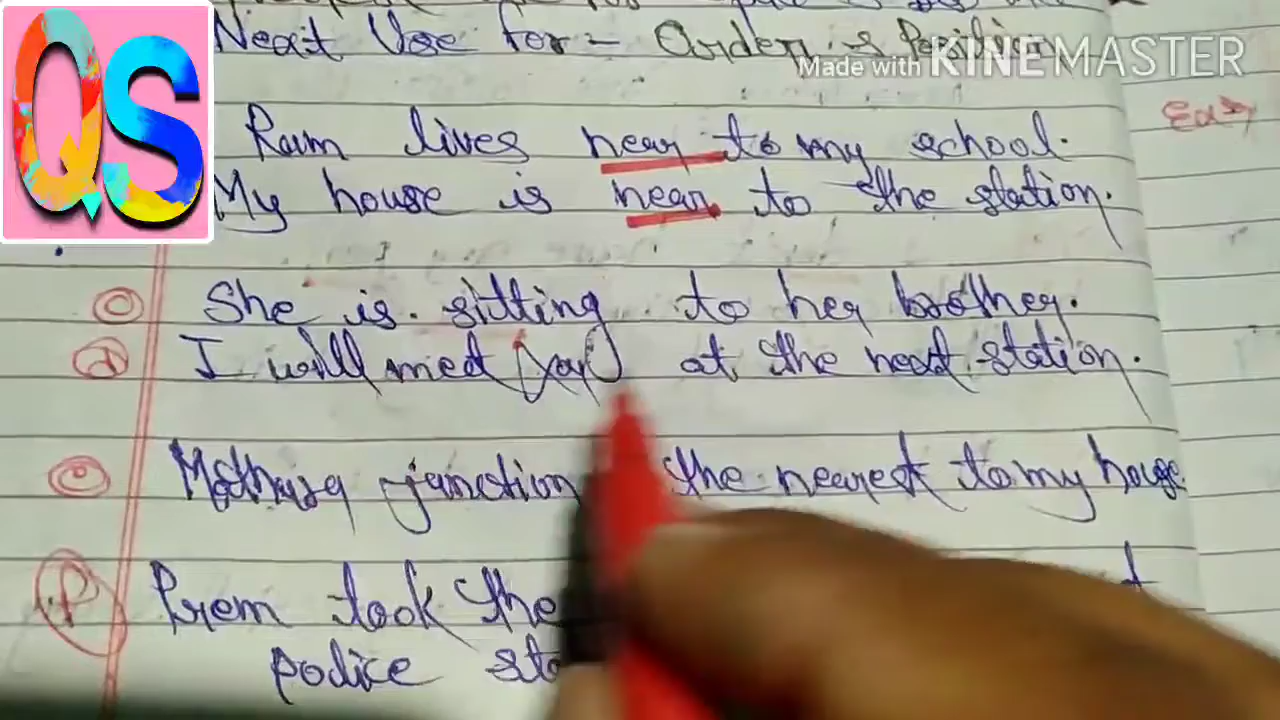 Next Use for:- Order & Position
Made with KINEMASTER
QS
Ram lives near to my school.
My house is near to the station.
She is sitting to her brother.
I will meet you at the next station.
Mathura junction the nearest to my house.
P Prem took the
police sta